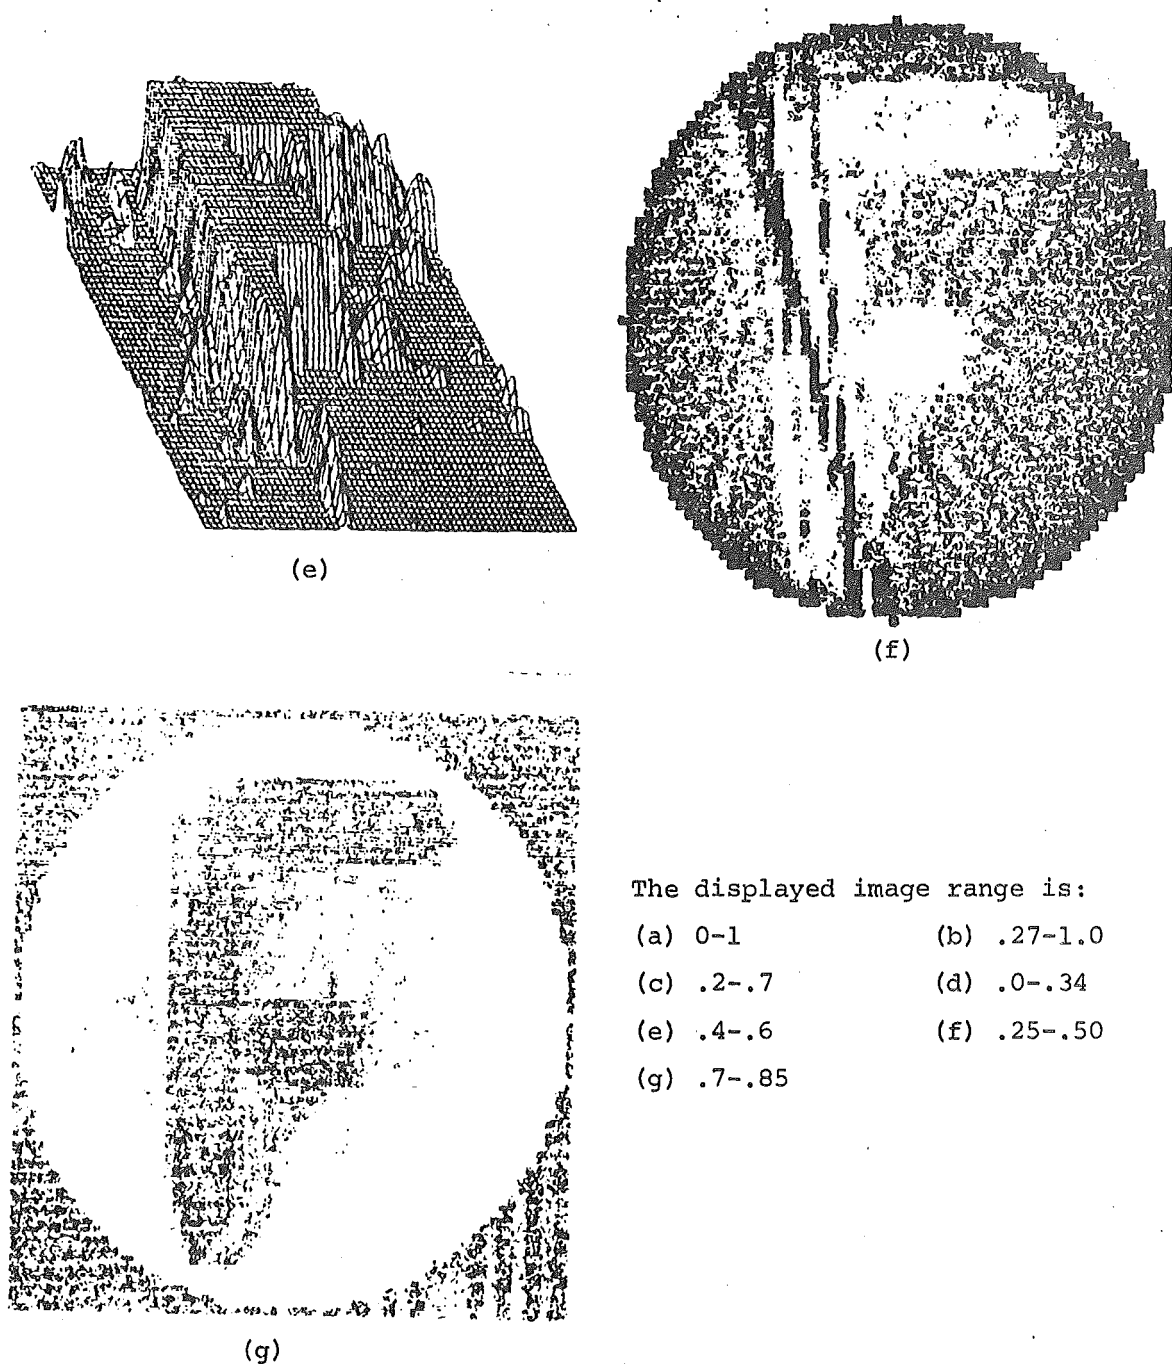 (e)
(f)
The displayed image range is:
(a) 0-1 (b) .27-1.0
(c) .2-.7 (d) .0-.34
(e) .4-.6 (f) .25-.50
(g) .7-.85
(g)